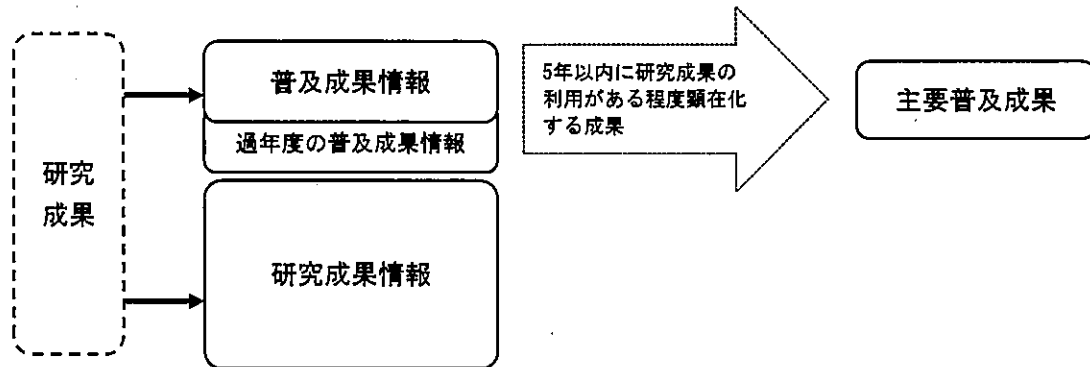 研究
成果
普及成果情報
過年度の普及成果情報
研究成果情報
5年以内に研究成果の
利用がある程度顕在化
する成果
主要普及成果